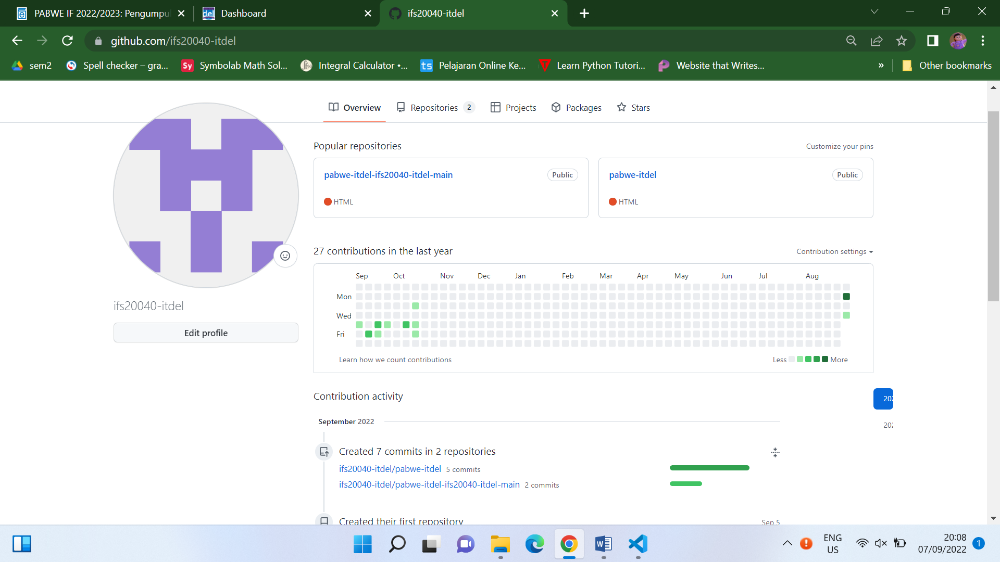 PABWE IF 2022/2023: Pengumpul
Dashboard
ifs20040-itdel
github.com/ifs20040-itdel
sem2
Spell checker – gra...
Sy
Symbolab Math Sol...
Integral Calculator •...
ts
Pelajaran Online Ke...
Learn Python Tutori...
Website that Writes...
»
Other bookmarks
Overview
Repositories 2
Projects
Packages
Stars
Popular repositories
Customize your pins
pabwe-itdel-ifs20040-itdel-main
Public
HTML
pabwe-itdel
Public
HTML
ifs20040-itdel
Edit profile
27 contributions in the last year
Contribution settings
Sep Oct Nov Dec Jan Feb Mar Apr May Jun Jul Aug
Mon
Wed
Fri
Learn how we count contributions
Less More
Contribution activity
202
202
September 2022
Created 7 commits in 2 repositories
ifs20040-itdel/pabwe-itdel 5 commits
ifs20040-itdel/pabwe-itdel-ifs20040-itdel-main 2 commits
Created their first repository
Sep 5
ENG
US
20:08
07/09/2022
1